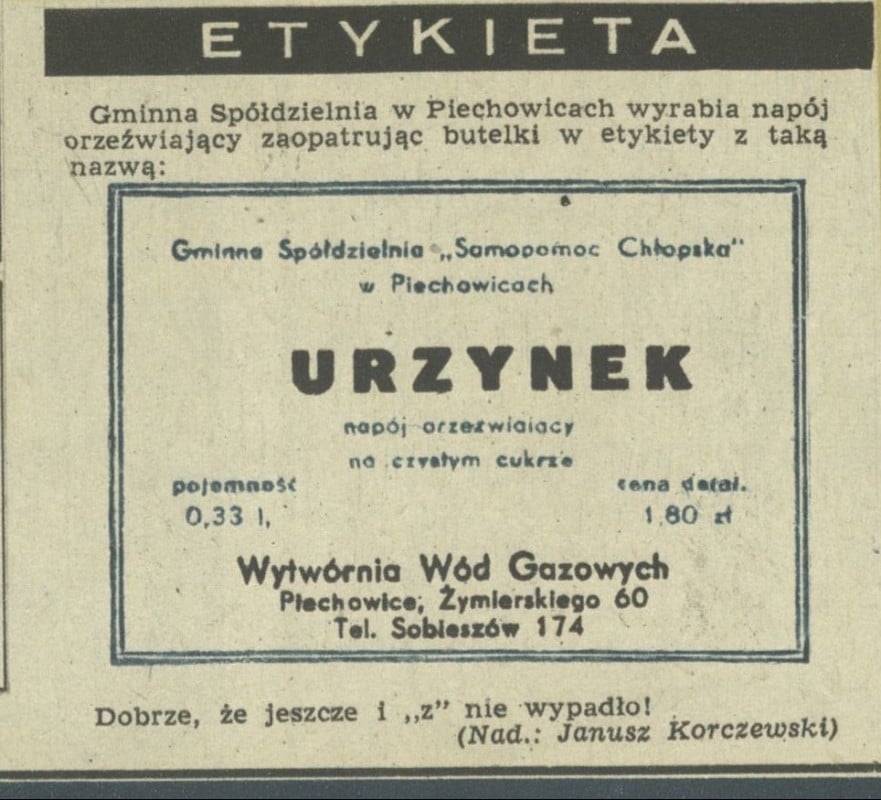 ETYKIETA
Gminna Spółdzielnia w Piechowicach wyrabia napój
orzeźwiający zaopatrując butelki w etykiety z taką
nazwą:
Gminna Spółdzielnia „Samopomoc Chłopska"
w Piechowicach
URZYNEK
napój orzezwiaiacy
na czystym cukrze
pojemność
0,33 l,
cena detal.
1,80 zł
Wytwórnia Wód Gazowych
Piechowice, Żymierskiego 60
Tel. Sobieszów 174
Dobrze, że jeszcze i „z" nie wypadło!
(Nad.: Janusz Korczewski)